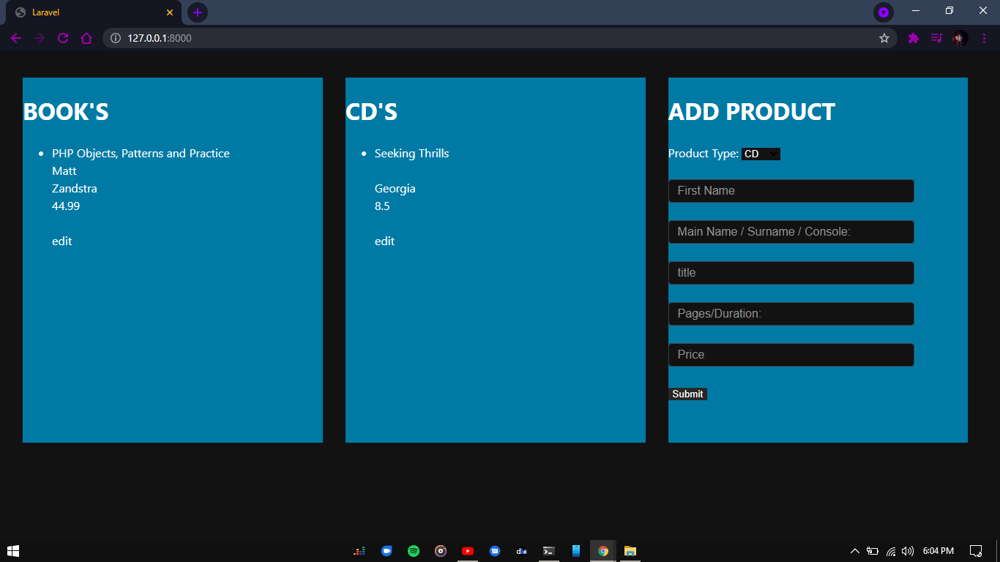 Laravel
127.0.0.1:8000
BOOK'S
PHP Objects, Patterns and Practice
Matt
Zandstra
44.99
edit
CD'S
Seeking Thrills
Georgia
8.5
edit
ADD PRODUCT
Product Type: CD
First Name
Main Name / Surname / Console:
title
Pages/Duration:
Price
Submit
6:04 PM